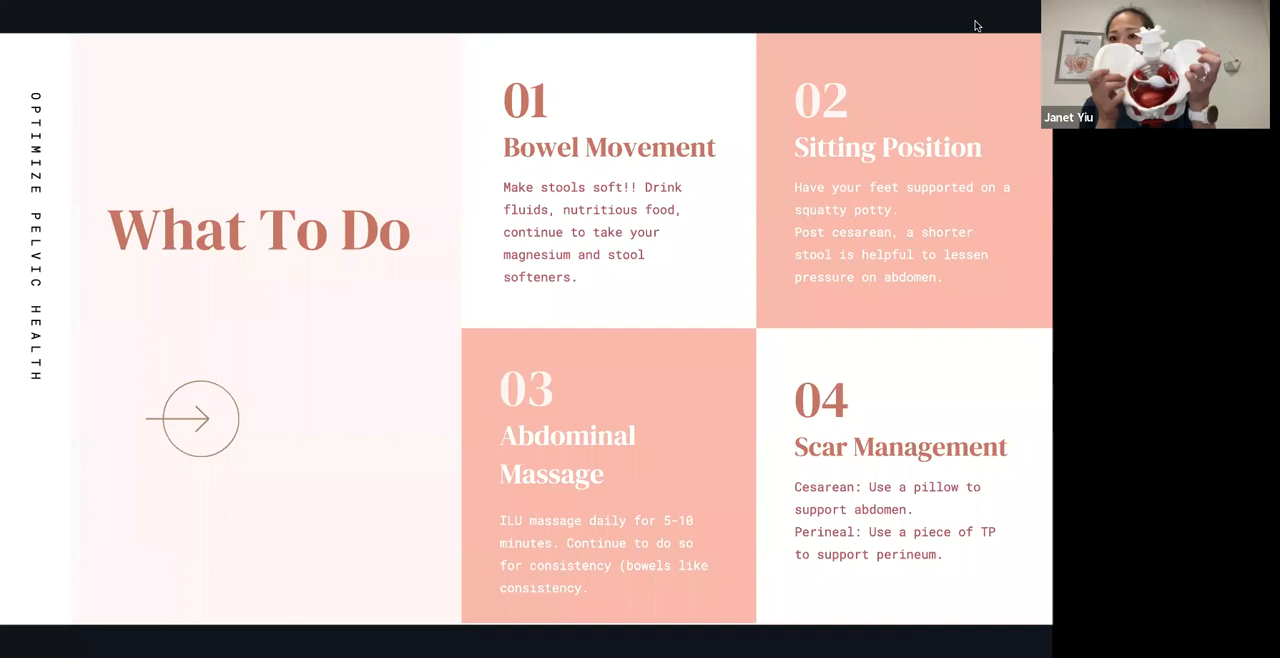 OPTIMIZE PELVIC HEALTH
What To Do
01
Bowel Movement
Make stools soft!! Drink
fluids, nutritious food,
continue to take your
magnesium and stool
softeners.
02
Sitting Position
Have your feet supported on a
squatty potty.
Post cesarean, a shorter
stool is helpful to lessen
pressure on abdomen.
03
Abdominal
Massage
ILU massage daily for 5-10
minutes. Continue to do so
for consistency (bowels like
consistency.
04
Scar Management
Cesarean: Use a pillow to
support abdomen.
Perineal: Use a piece of TP
to support perineum.
Janet Yiu